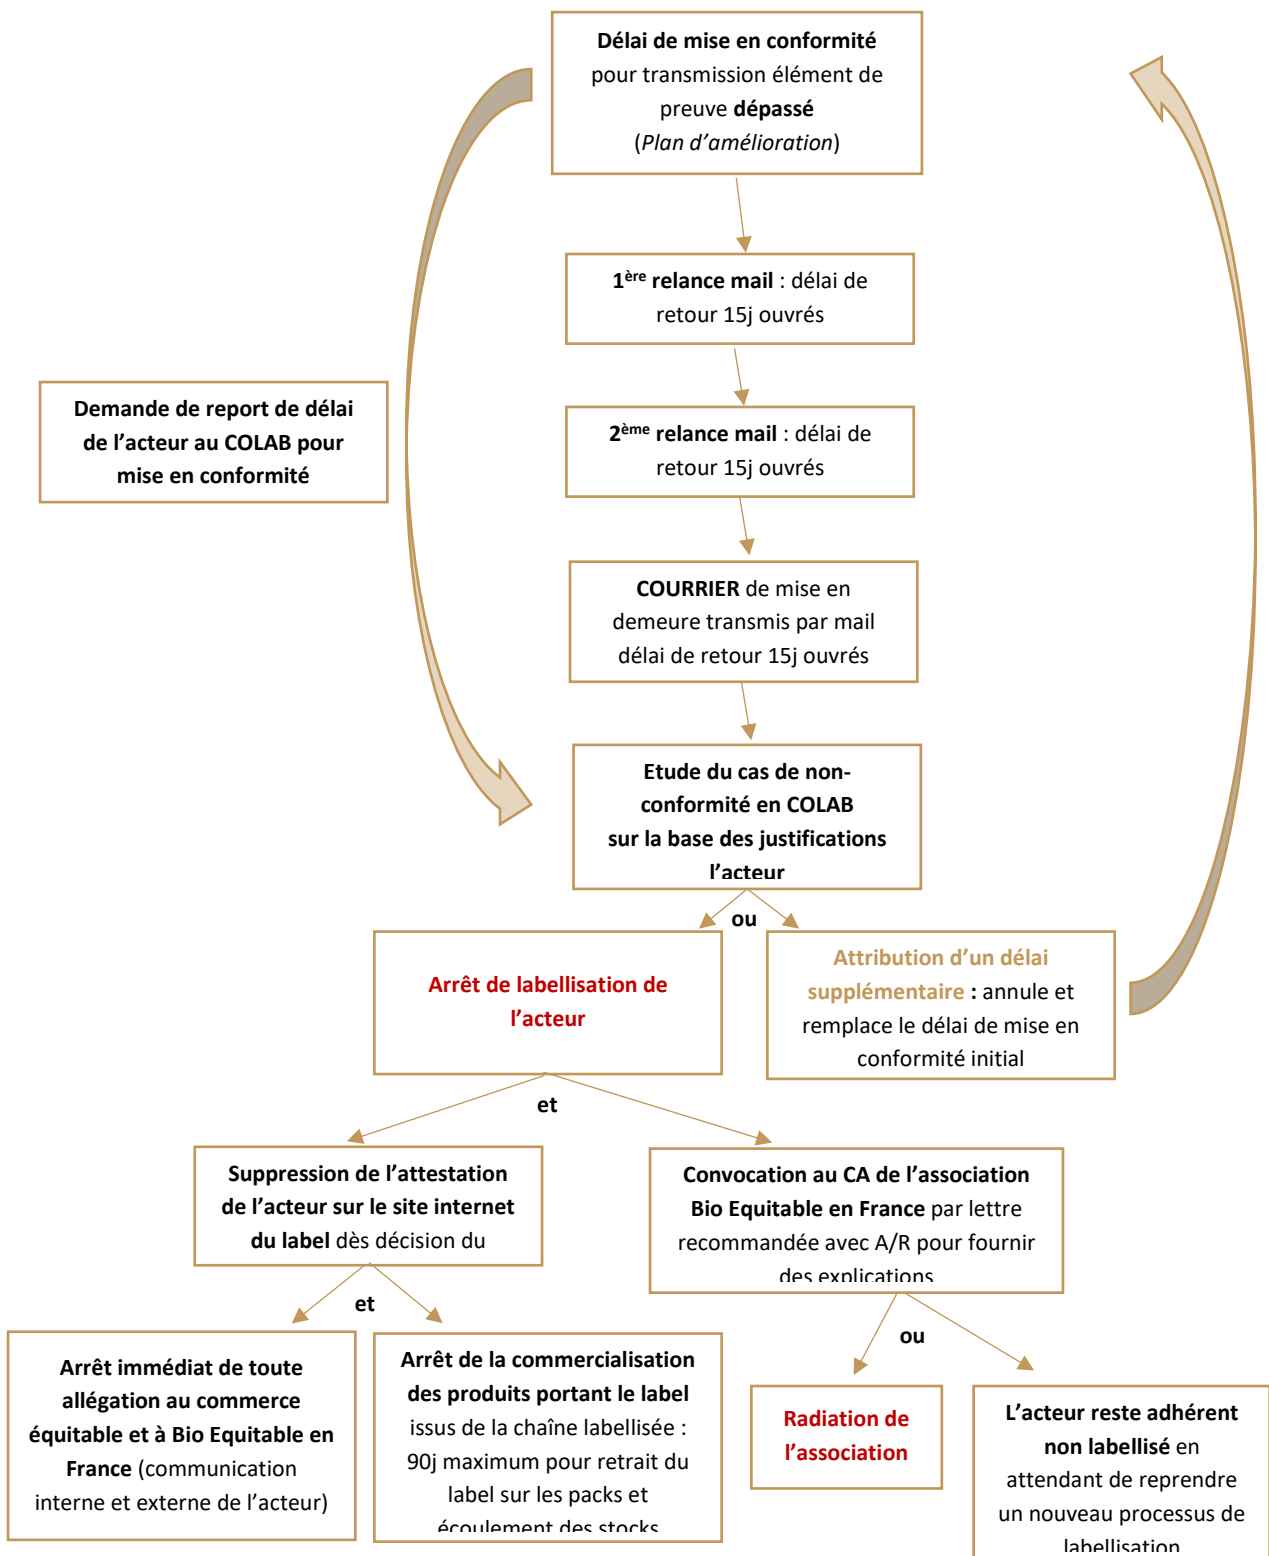 Délai de mise en conformité
pour transmission élément de
preuve dépassé
(Plan d’amélioration)
1ère relance mail : délai de
retour 15j ouvrés
Demande de report de délai
de l’acteur au COLAB pour
mise en conformité
2ème relance mail : délai de
retour 15j ouvrés
COURRIER de mise en
demeure transmis par mail
délai de retour 15j ouvrés
Etude du cas de non-
conformité en COLAB
sur la base des justifications
l’acteur
ou
Arrêt de labellisation de
l’acteur
Attribution d’un délai
supplémentaire : annule et
remplace le délai de mise en
conformité initial
et
Suppression de l’attestation
de l’acteur sur le site internet
du label dès décision du
Convocation au CA de l’association
Bio Equitable en France par lettre
recommandée avec A/R pour fournir
des explications
et
ou
Arrêt immédiat de toute
allégation au commerce
équitable et à Bio Equitable en
France (communication
interne et externe de l’acteur)
Arrêt de la commercialisation
des produits portant le label
issus de la chaîne labellisée :
90j maximum pour retrait du
label sur les packs et
écoulement des stocks
Radiation de
l’association
L’acteur reste adhérent
non labellisé en
attendant de reprendre
un nouveau processus de
labellisation